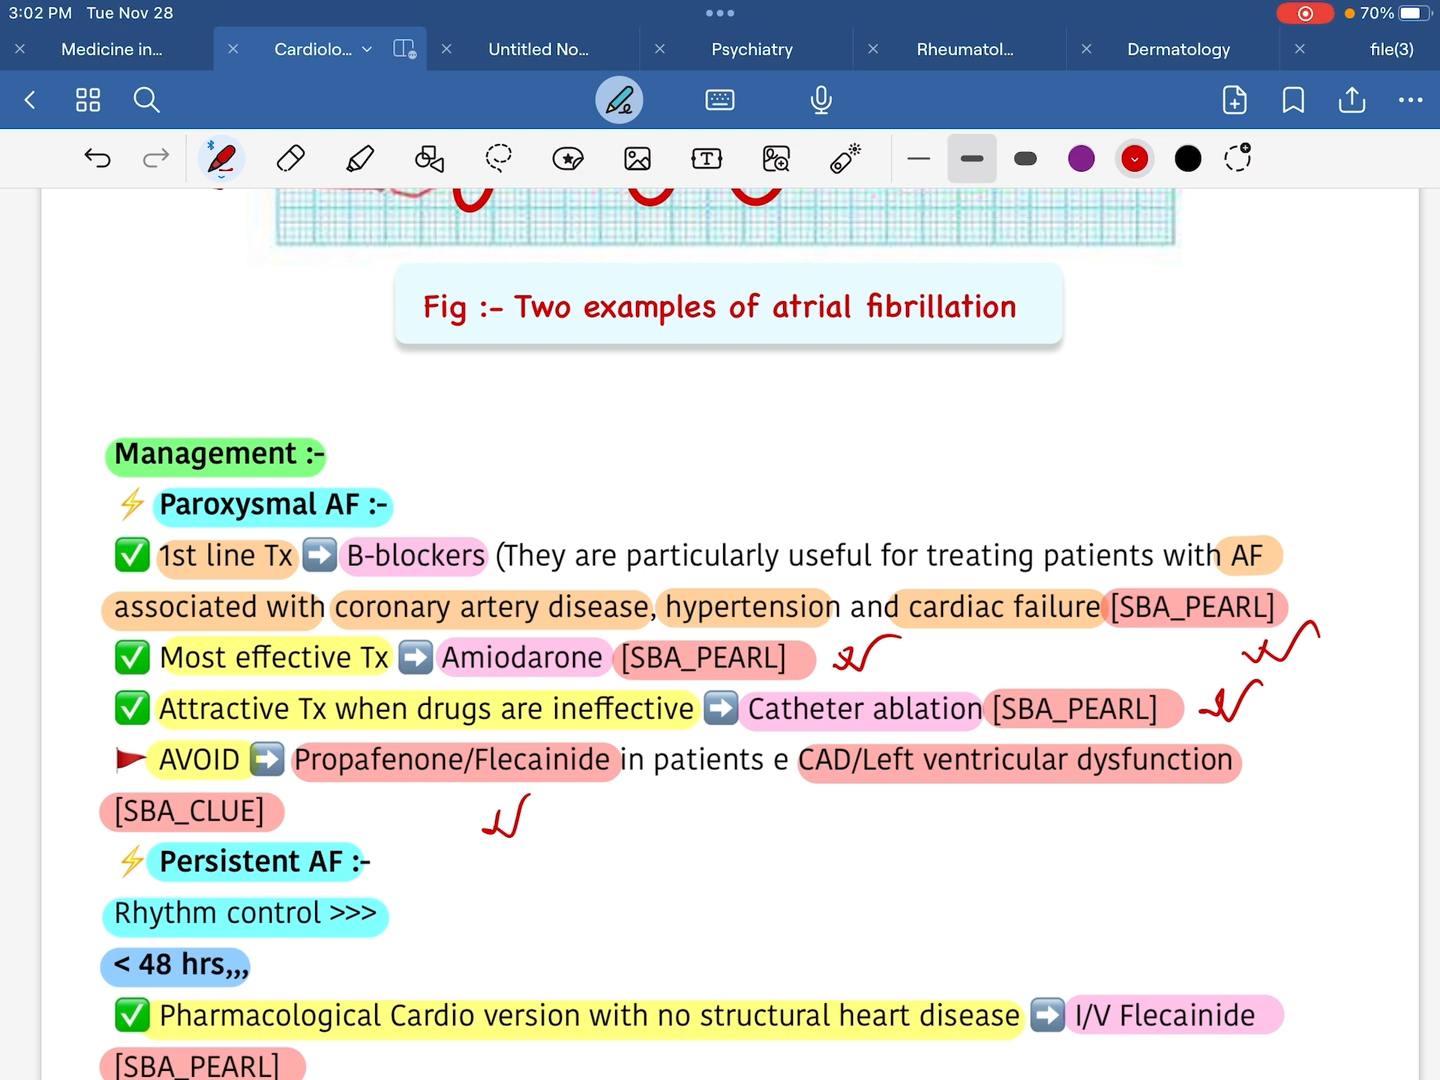 3:02 PM Tue Nov 28 70%
Medicine in... Cardiolo... Untitled No... Psychiatry Rheumatol... Dermatology file(3)
Fig :- Two examples of atrial fibrillation
Management :-
⚡ Paroxysmal AF :-
✅ 1st line Tx ➡️ B-blockers (They are particularly useful for treating patients with AF
associated with coronary artery disease, hypertension and cardiac failure [SBA_PEARL]
✅ Most effective Tx ➡️ Amiodarone [SBA_PEARL]
✅ Attractive Tx when drugs are ineffective ➡️ Catheter ablation [SBA_PEARL]
🚩 AVOID ➡️ Propafenone/Flecainide in patients e CAD/Left ventricular dysfunction
[SBA_CLUE]
⚡ Persistent AF :-
Rhythm control >>>
< 48 hrs,,,
✅ Pharmacological Cardio version with no structural heart disease ➡️ I/V Flecainide
[SBA_PEARL]